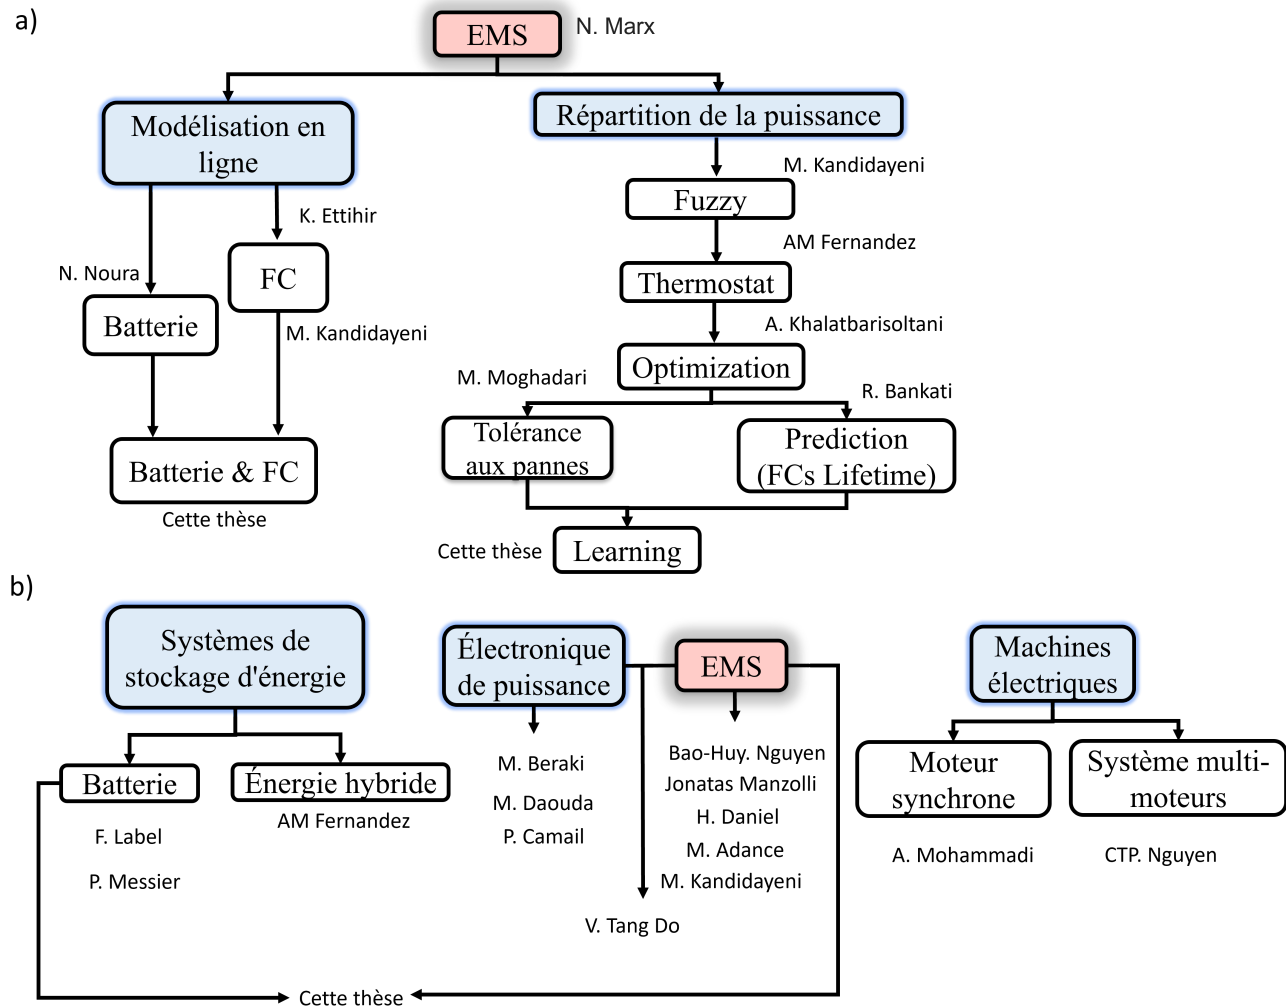 a)
EMS
N. Marx
Modélisation en
ligne
Répartition de la puissance
M. Kandidayeni
Fuzzy
K. Ettihir
AM Fernandez
N. Noura
FC
Thermostat
Batterie
M. Kandidayeni
A. Khalatbarisoltani
Optimization
M. Moghadari
R. Bankati
Tolérance
aux pannes
Prediction
(FCs Lifetime)
Batterie & FC
Cette thèse
Cette thèse
Learning
b)
Systèmes de
stockage d'énergie
Électronique
de puissance
EMS
Machines
électriques
Batterie
Énergie hybride
AM Fernandez
F. Label
P. Messier
M. Beraki
M. Daouda
P. Camail
Bao-Huy. Nguyen
Jonatas Manzolli
H. Daniel
M. Adance
M. Kandidayeni
V. Tang Do
Moteur
synchrone
Système multi-
moteurs
A. Mohammadi
CTP. Nguyen
Cette thèse